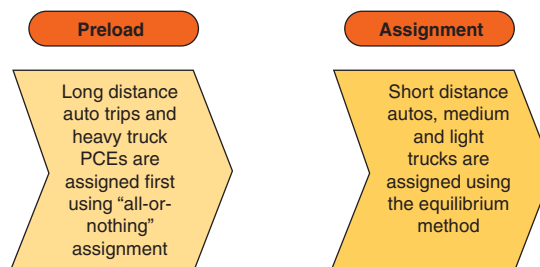 Preload
Long distance
auto trips and
heavy truck
PCEs are
assigned first
using “all-or-
nothing”
assignment
Assignment
Short distance
autos, medium
and light
trucks are
assigned using
the equilibrium
method